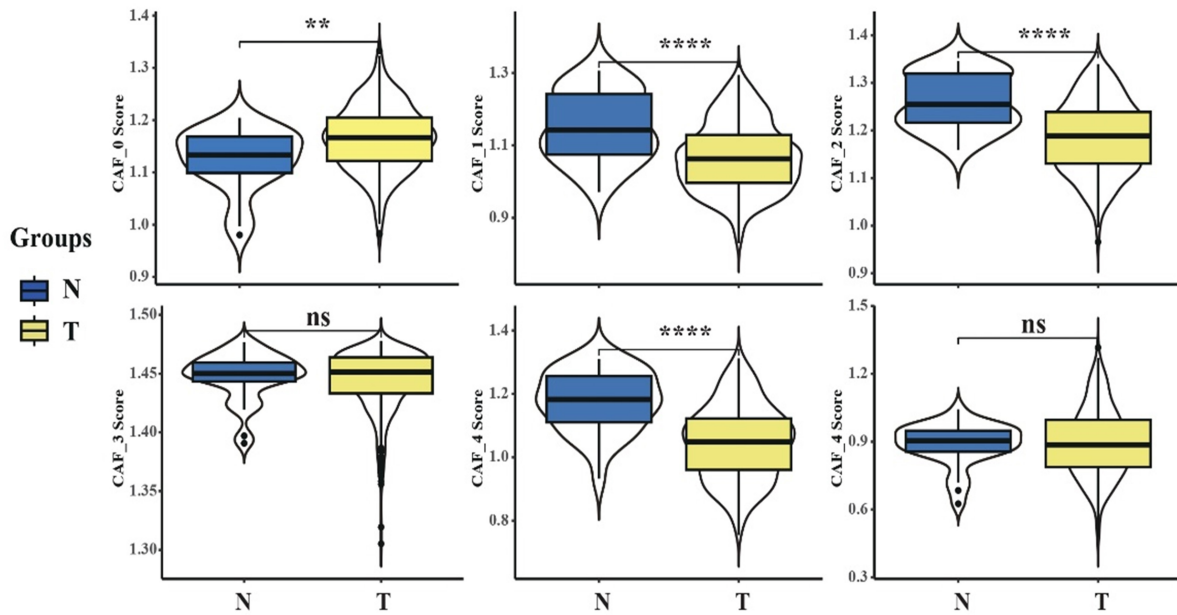 1.4
1.3
1.2
1.1
1.0
0.9
CAF_0 Score
**
1.3
1.1
0.9
CAF_1 Score
****
1.4
1.3
1.2
1.1
1.0
0.9
CAF_2 Score
****
Groups
N
T
1.50
1.45
1.40
1.35
1.30
CAF_3 Score
ns
N
T
1.4
1.2
1.0
0.8
CAF_4 Score
****
N
T
1.5
1.2
0.9
0.6
0.3
CAF_4 Score
ns
N
T